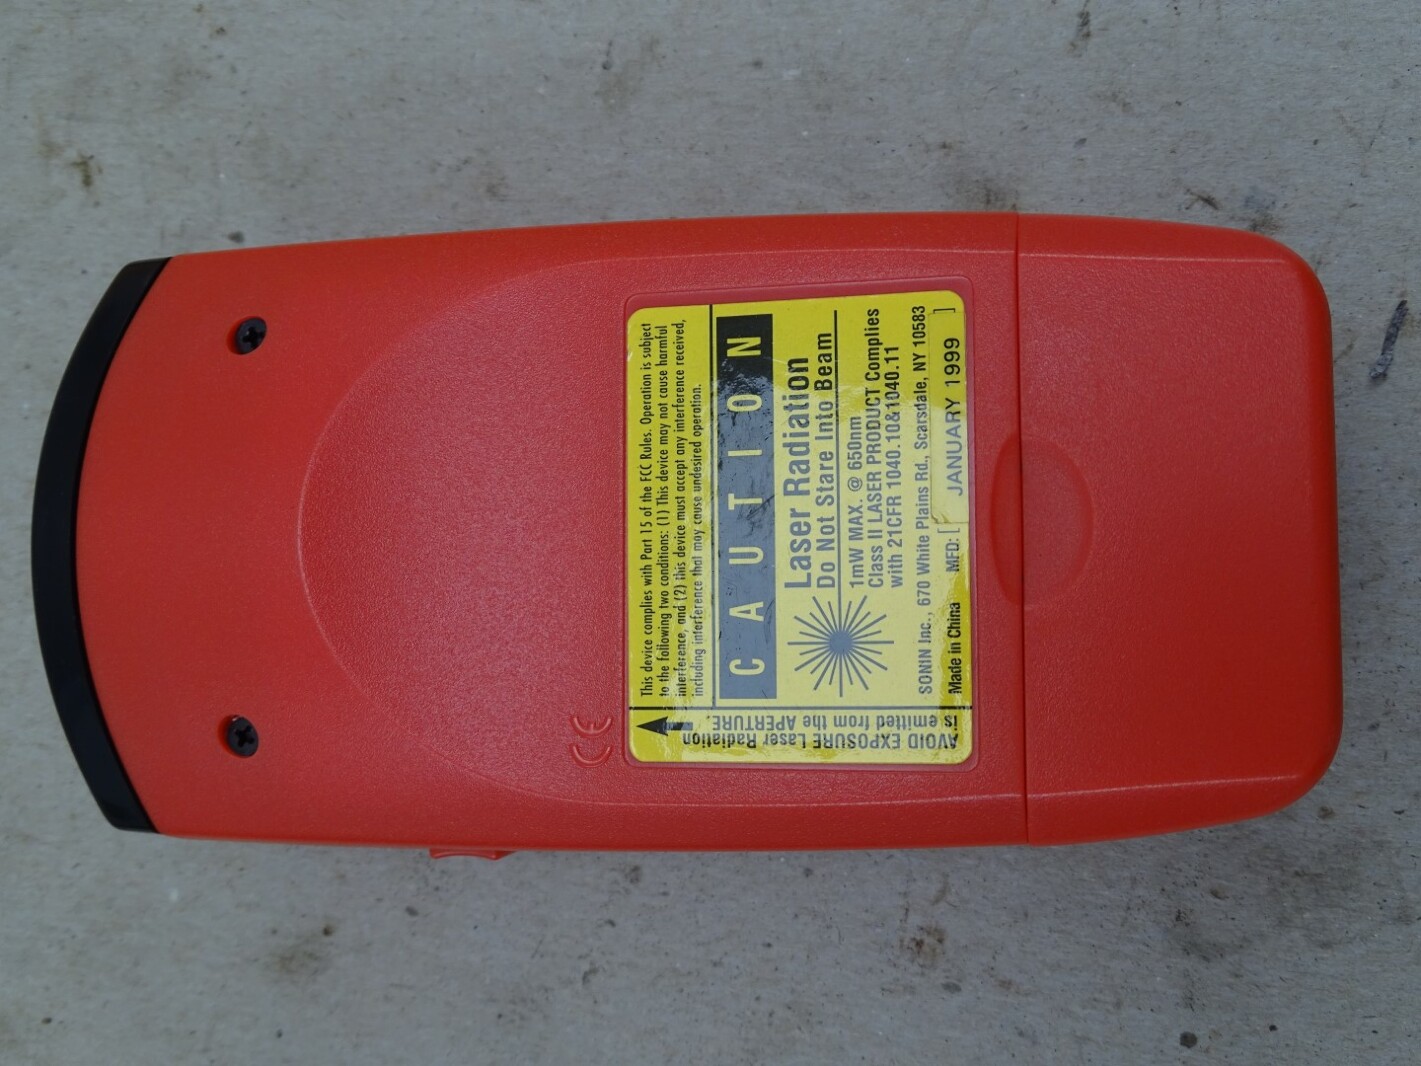 This device complies with Part 15 of the FCC Rules. Operation is subject
to the following two conditions: (1) This device may not cause harmful
interference, and (2) this device must accept any interference received,
including interference that may cause undesired operation.
CAUTION
Laser Radiation
Do Not Stare Into Beam
1mW MAX. @ 650nm
Class II LASER PRODUCT Complies
with 21CFR 1040.10&1040.11
SONIN Inc., 670 White Plains Rd., Scarsdale, NY 10583
Made in China MFD: [ JANUARY 1999 ]
AVOID EXPOSURE Laser Radiation
is emitted from the APERTURE.
CE